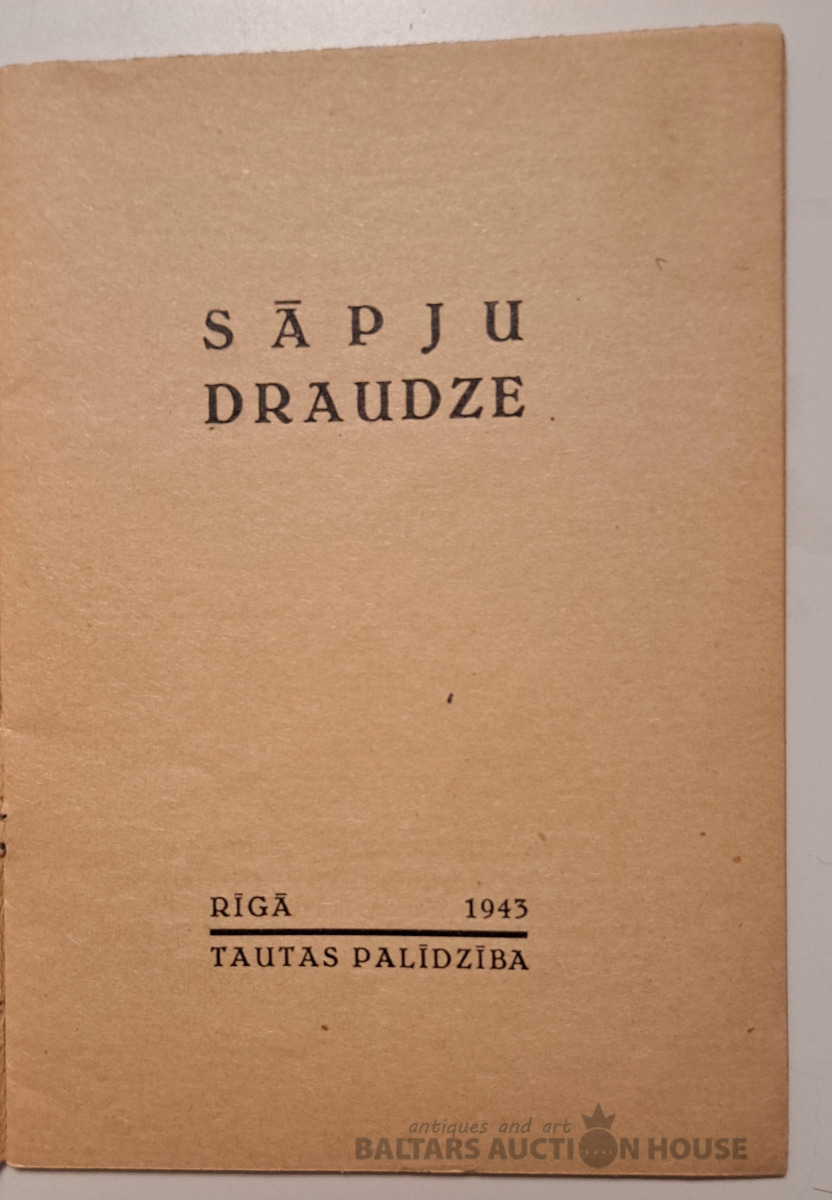 SĀPJU
DRAUDZE
RĪGĀ 1943
TAUTAS PALĪDZĪBA
antiques and art
BALTARS AUCTION HOUSE